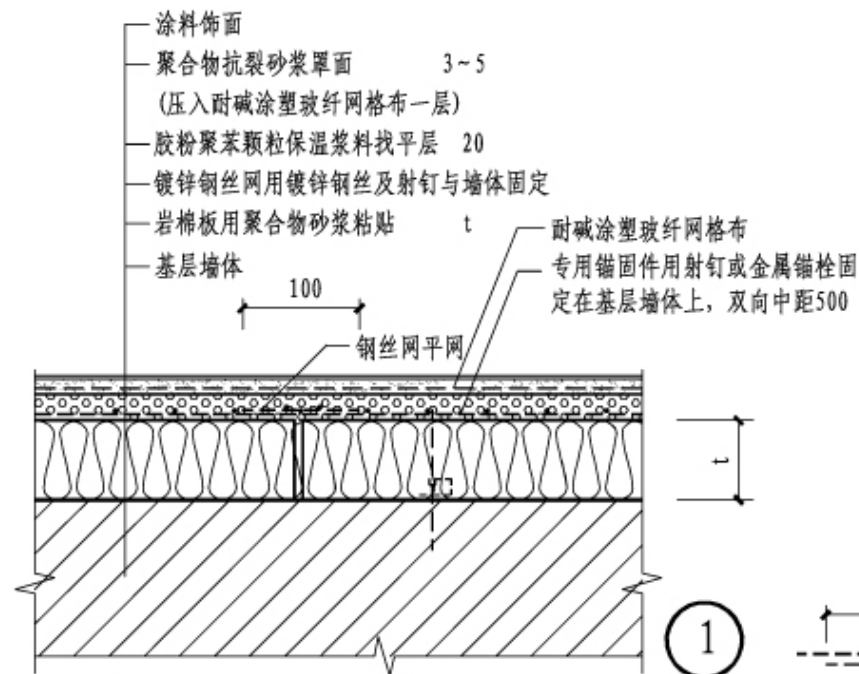 涂料饰面
聚合物抗裂砂浆罩面 3~5
(压入耐碱涂塑玻纤网格布一层)
胶粉聚苯颗粒保温浆料找平层 20
镀锌钢丝网用镀锌钢丝及射钉与墙体固定
岩棉板用聚合物砂浆粘贴 t
基层墙体
100
钢丝网平网
耐碱涂塑玻纤网格布
专用锚固件用射钉或金属锚栓固
定在基层墙体上，双向中距500
t
1